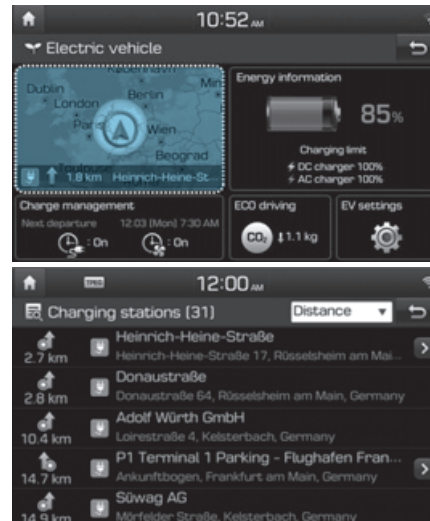 10:52 AM
Electric vehicle
København
Dublin
Min
London
Berlin
Wien
Beograd
Toulouse
1.8 km Heinrich-Heine-St...
Energy information
85%
Charging limit
DC charger 100%
AC charger 100%
Charge management
Next departure 12.03 (Mon) 7:30 AM
: On : On
ECO driving
CO₂ 1.1 kg
EV settings
TPEG 12:00 AM
Charging stations (31) Distance
Heinrich-Heine-Straße
2.7 km Heinrich-Heine-Straße 17, Rüsselsheim am Mai...
Donaustraße
2.8 km Donaustraße 64, Rüsselsheim am Main, Germany
Adolf Würth GmbH
10.4 km Loirestraße 4, Kelsterbach, Germany
P1 Terminal 1 Parking - Flughafen Fran...
14.7 km Ankunftbogen, Frankfurt am Main, Germany
Süwag AG
14.9 km Mörfelder Straße, Kelsterbach, Germany